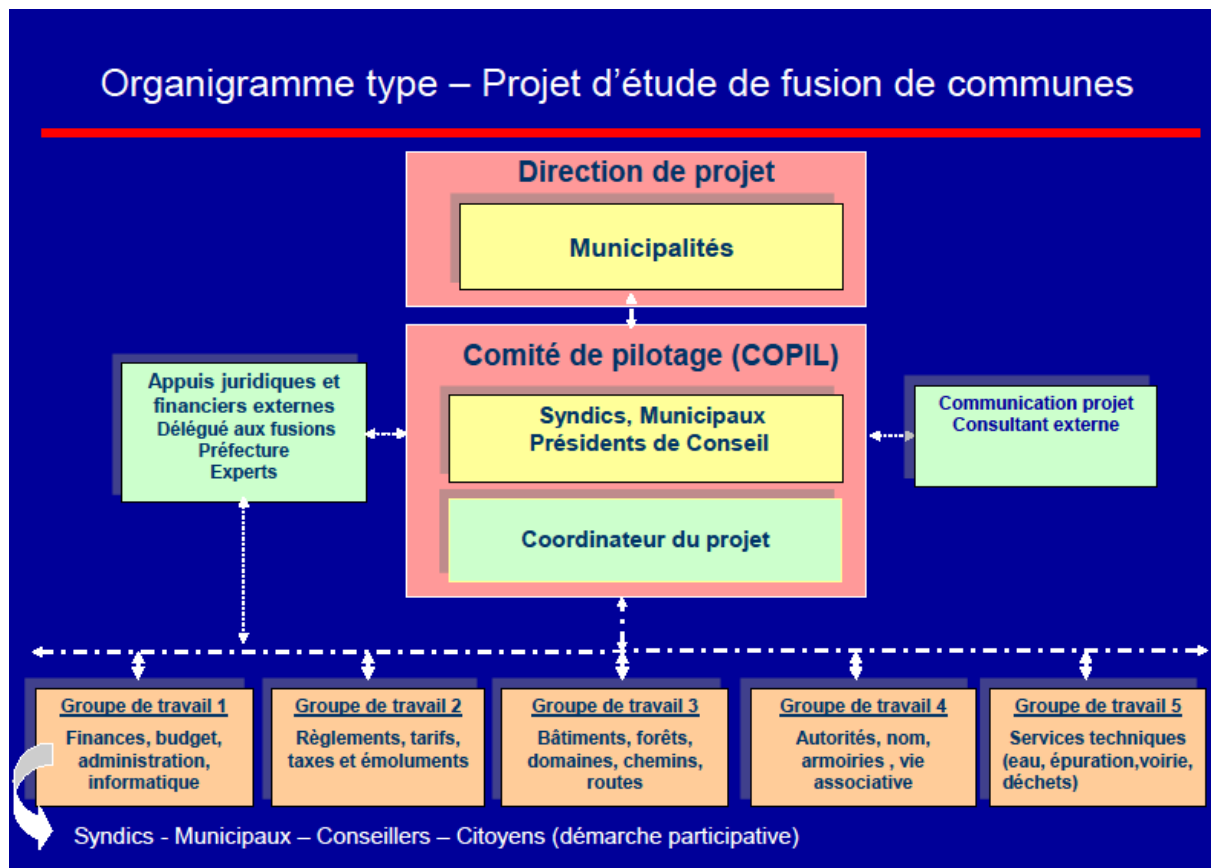 Organigramme type – Projet d'étude de fusion de communes
Direction de projet
Municipalités
Comité de pilotage (COPIL)
Syndics, Municipaux
Présidents de Conseil
Coordinateur du projet
Appuis juridiques et
financiers externes
Délégué aux fusions
Préfecture
Experts
Communication projet
Consultant externe
Groupe de travail 1
Finances, budget,
administration,
informatique
Groupe de travail 2
Règlements, tarifs,
taxes et émoluments
Groupe de travail 3
Bâtiments, forêts,
domaines, chemins,
routes
Groupe de travail 4
Autorités, nom,
armoiries , vie
associative
Groupe de travail 5
Services techniques
(eau, épuration,voirie,
déchets)
Syndics - Municipaux – Conseillers – Citoyens (démarche participative)